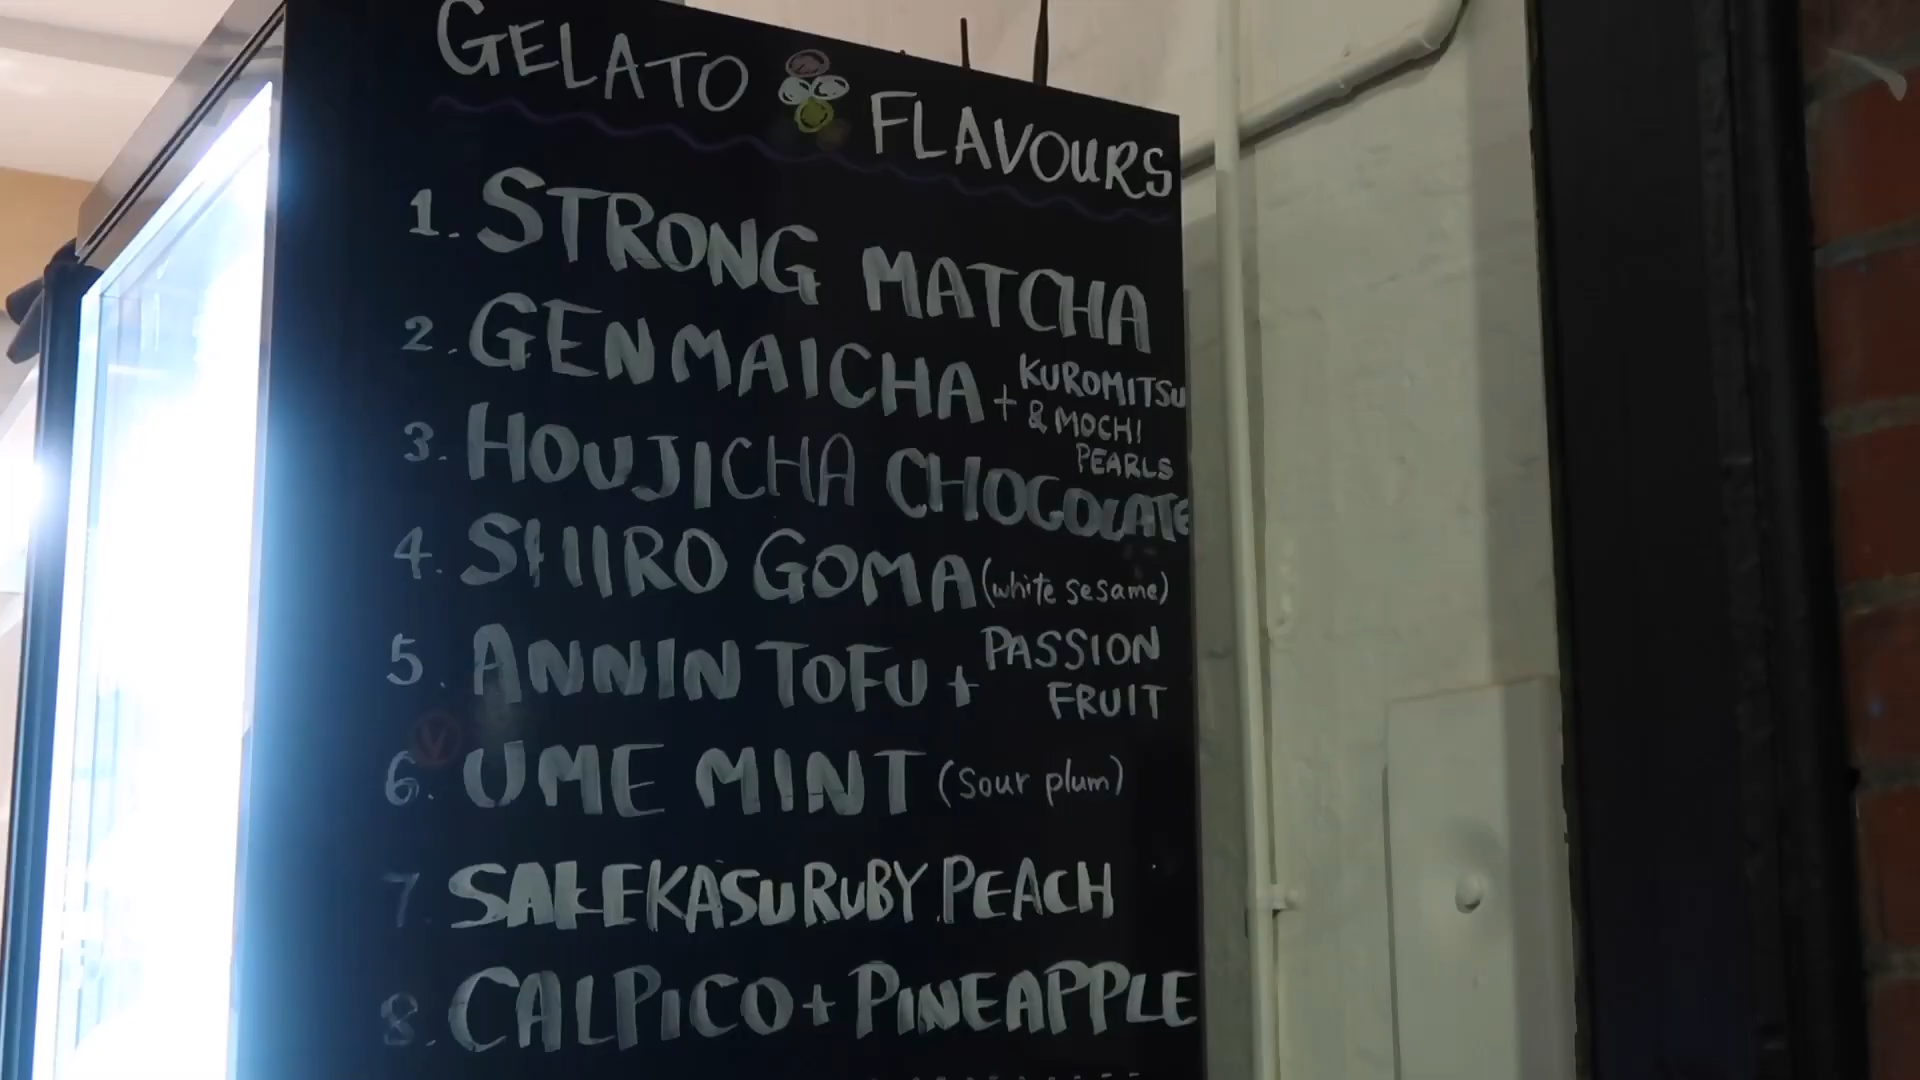 GELATO FLAVOURS
1. STRONG MATCHA
2. GENMAICHA + KUROMITSU
& MOCHI
PEARLS
3. HOUJICHA CHOCOLATE
4. SHIRO GOMA (white sesame)
5. ANNIN TOFU + PASSION
FRUIT
V
6. UME MINT (Sour plum)
7. SAKEKASU RUBY PEACH
8. CALPICO + PINEAPPLE